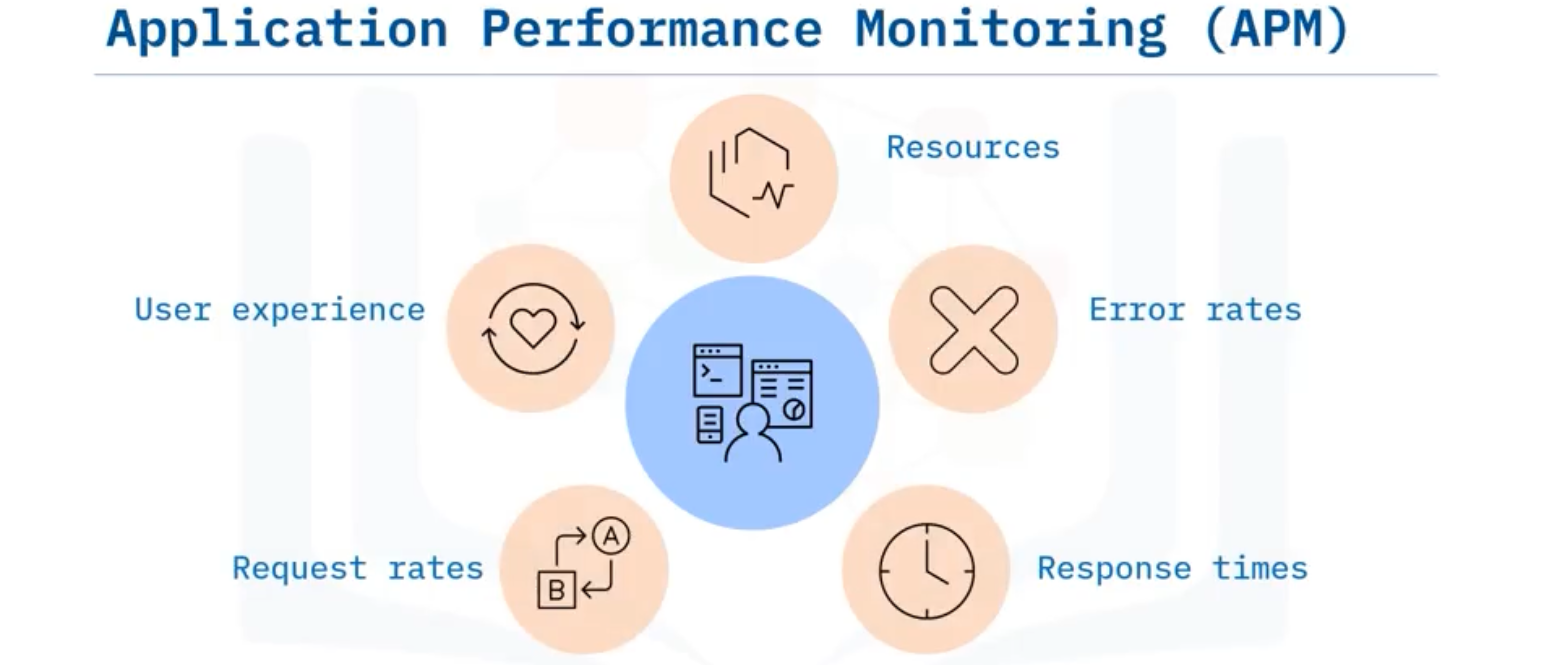 Application Performance Monitoring (APM)
Resources
User experience
Error rates
A
B
Request rates
Response times